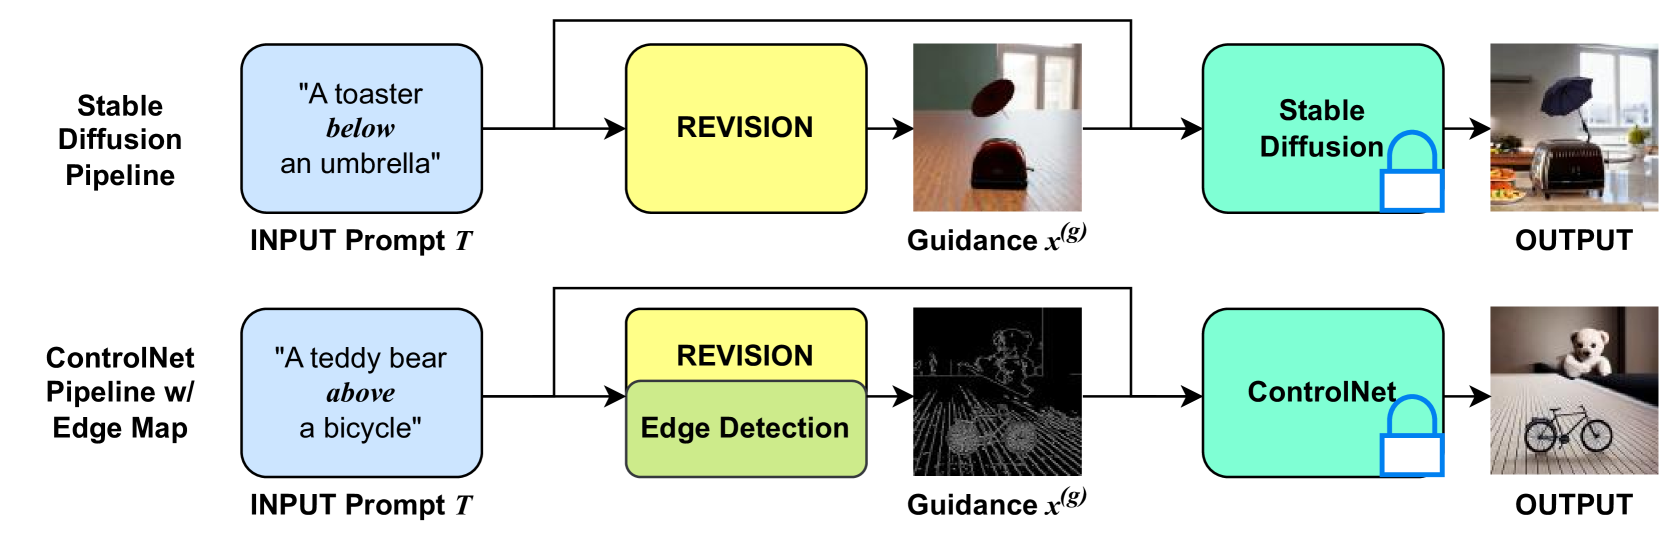 Stable
Diffusion
Pipeline
"A toaster
below
an umbrella"
INPUT Prompt T
REVISION
Guidance x^(g)
Stable
Diffusion
OUTPUT
ControlNet
Pipeline w/
Edge Map
"A teddy bear
above
a bicycle"
INPUT Prompt T
REVISION
Edge Detection
Guidance x^(g)
ControlNet
OUTPUT